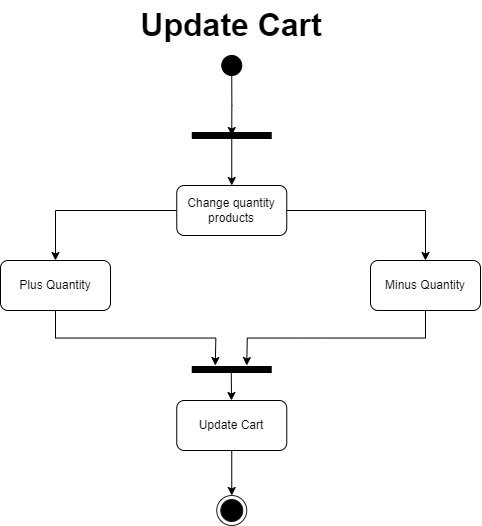 Update Cart
Change quantity
products
Plus Quantity
Minus Quantity
Update Cart